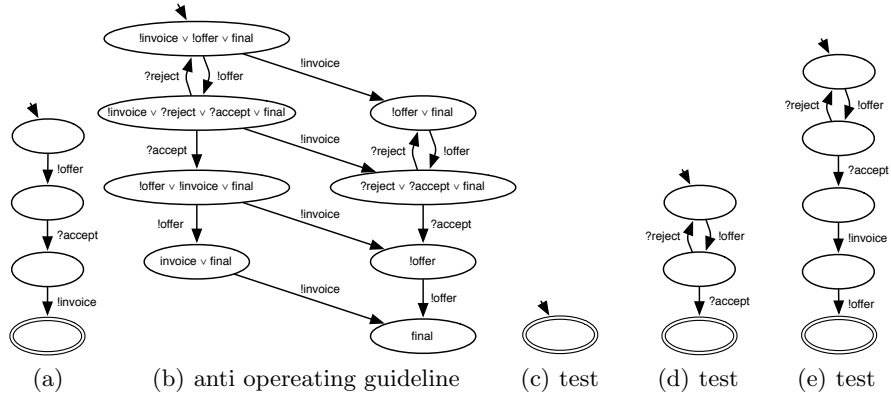 !invoice ∨ !offer ∨ final
!invoice
?reject
!offer
!invoice ∨ ?reject ∨ ?accept ∨ final
!offer ∨ final
?accept
!invoice
?reject
!offer
!offer ∨ !invoice ∨ final
?reject ∨ ?accept ∨ final
!offer
!invoice
?accept
invoice ∨ final
!offer
!invoice
!offer
final
!offer
?accept
!invoice
?reject
!offer
?accept
?reject
!offer
?accept
!invoice
!offer
(a)
(b) anti opereating guideline
(c) test
(d) test
(e) test